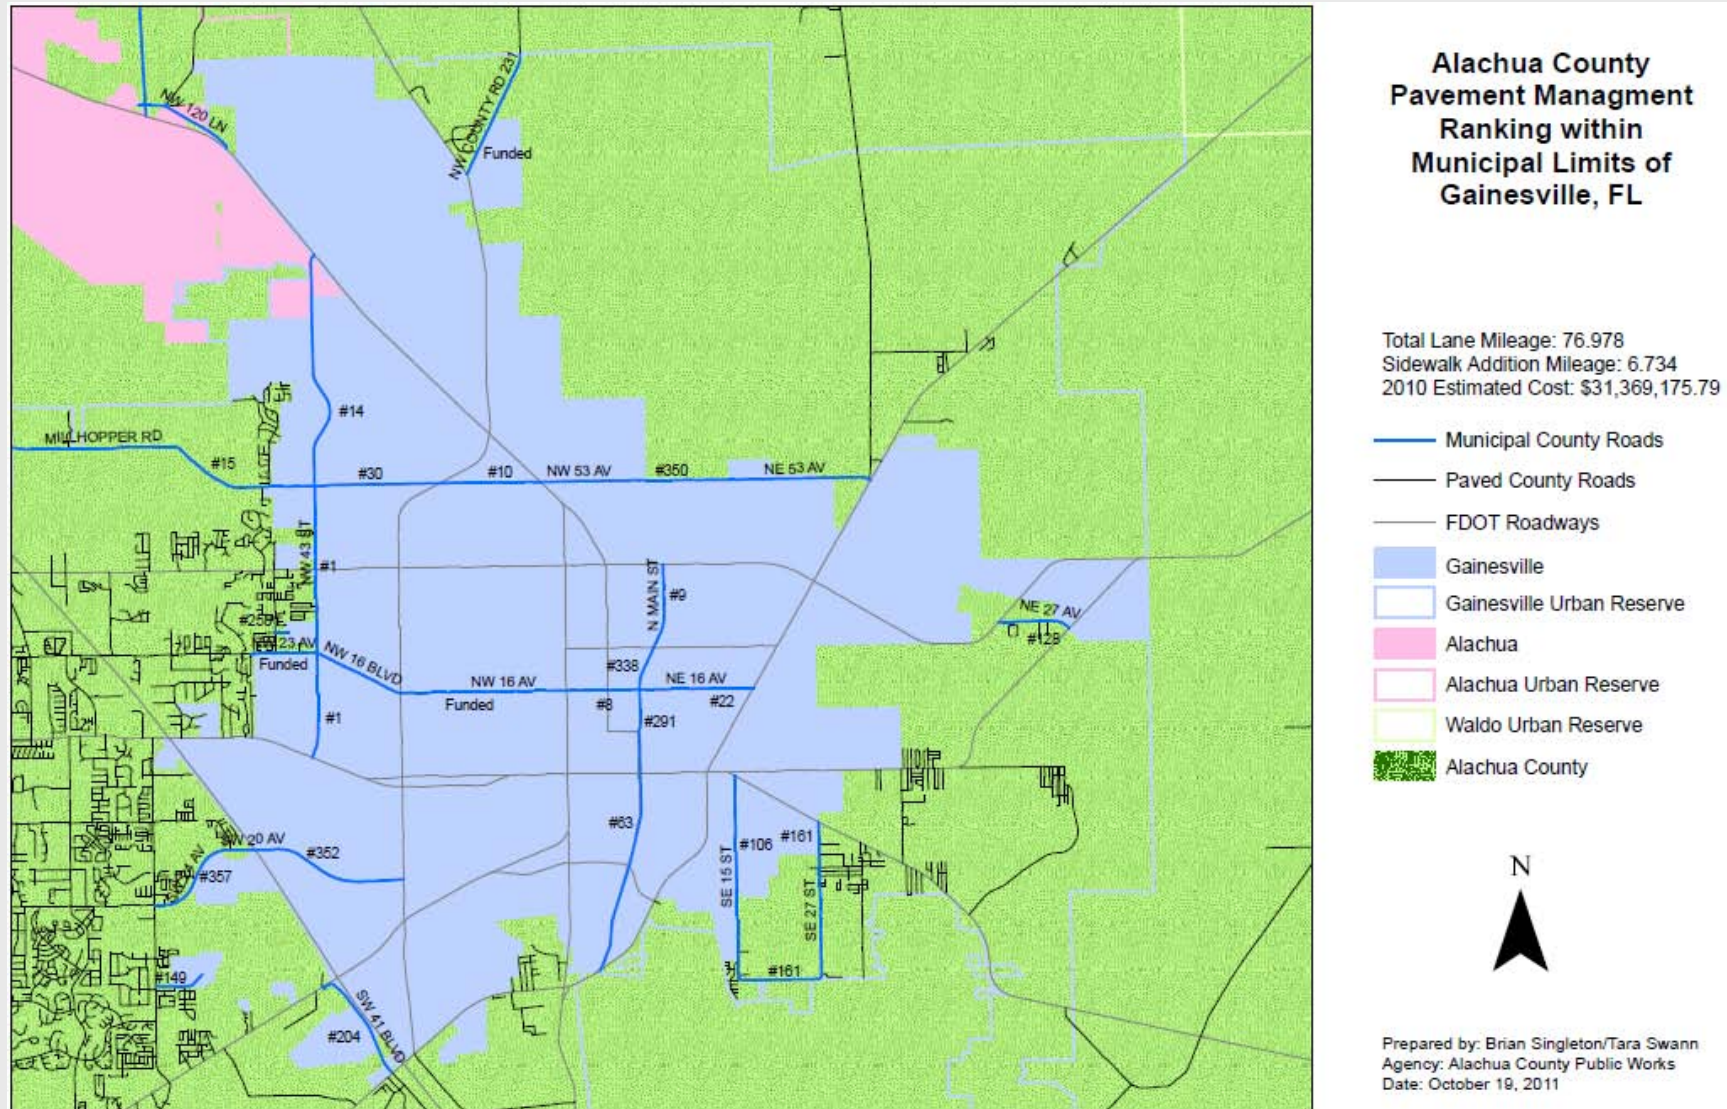 Alachua County
Pavement Managment
Ranking within
Municipal Limits of
Gainesville, FL
Total Lane Mileage: 76.978
Sidewalk Addition Mileage: 6.734
2010 Estimated Cost: $31,369,175.79
Municipal County Roads
Paved County Roads
FDOT Roadways
Gainesville
Gainesville Urban Reserve
Alachua
Alachua Urban Reserve
Waldo Urban Reserve
Alachua County
N
Prepared by: Brian Singleton/Tara Swann
Agency: Alachua County Public Works
Date: October 19, 2011
NW 120 LN
NW COUNTY RD 231
Funded
#14
MILLHOPPER RD
#15
#30
#10
NW 53 AV
#350
NE 53 AV
NW 43 ST
#1
N MAIN ST
#9
NE 27 AV
#128
23 AV
Funded
NW 16 BLVD
NW 16 AV
Funded
#338
#8
NE 16 AV
#22
#291
#1
#63
SW 20 AV
#352
AV
#357
SE 15 ST
#106
#161
SE 27 ST
#161
#149
SW 41 BLVD
#204